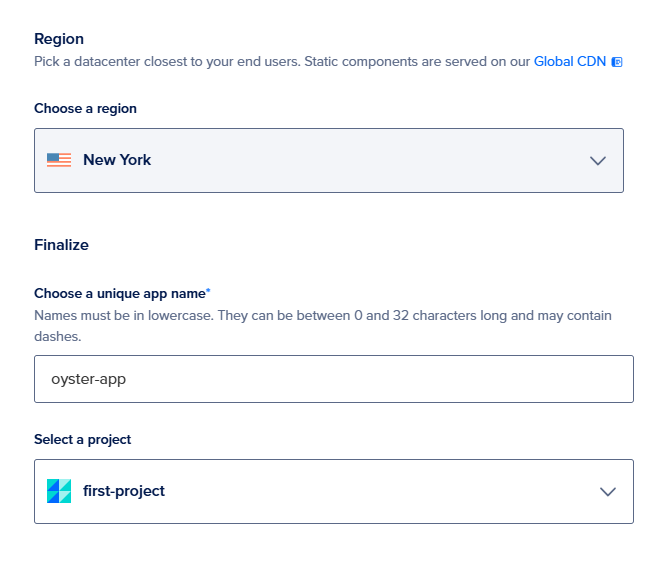 Region
Pick a datacenter closest to your end users. Static components are served on our Global CDN
Choose a region
New York
Finalize
Choose a unique app name*
Names must be in lowercase. They can be between 0 and 32 characters long and may contain
dashes.
oyster-app
Select a project
first-project